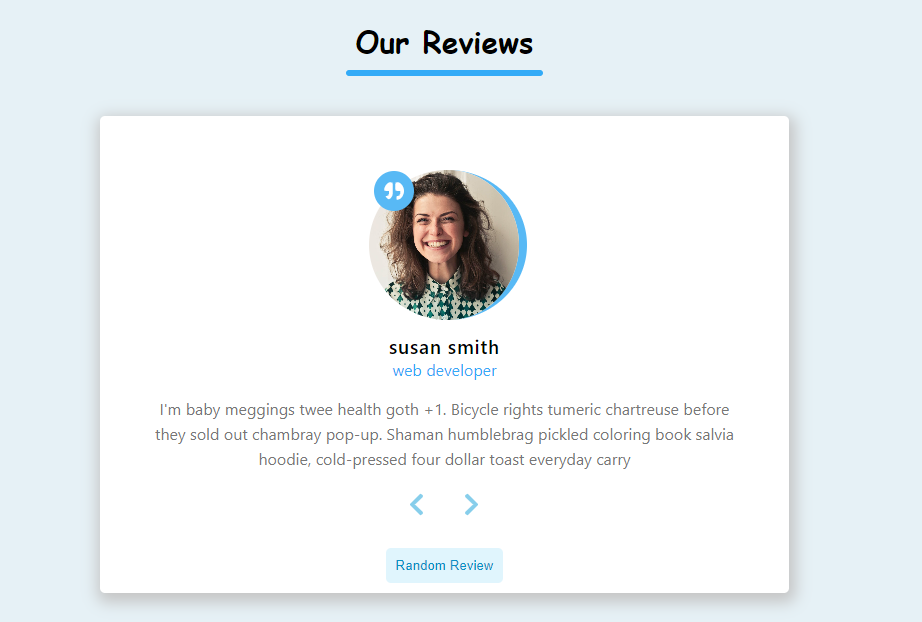 Our Reviews
susan smith
web developer
I'm baby meggings twee health goth +1. Bicycle rights tumeric chartreuse before
they sold out chambray pop-up. Shaman humblebrag pickled coloring book salvia
hoodie, cold-pressed four dollar toast everyday carry
Random Review